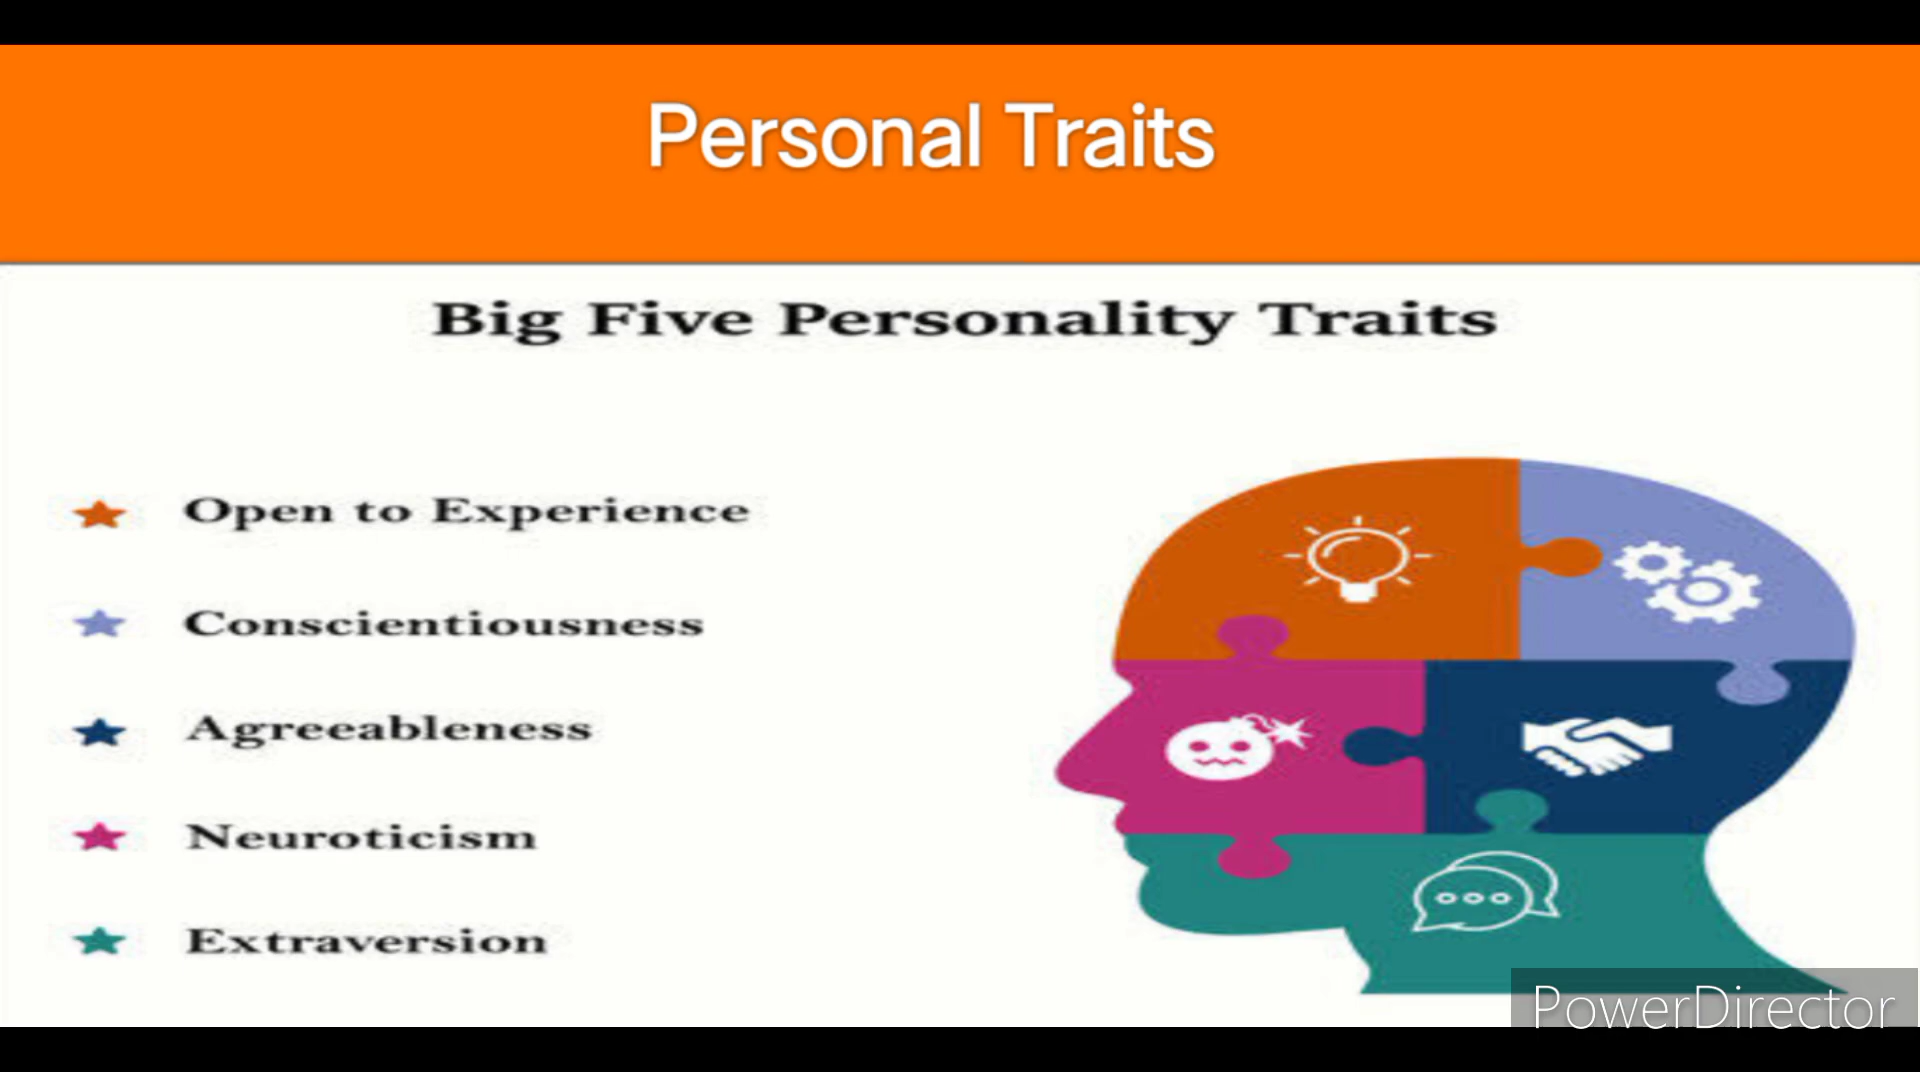 Personal Traits
Big Five Personality Traits
Open to Experience
Conscientiousness
Agreeableness
Neuroticism
Extraversion
PowerDirector